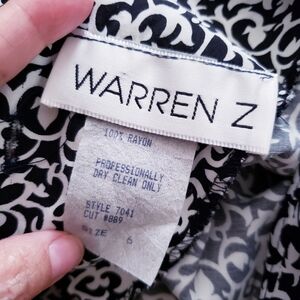 WARREN Z
100% RAYON
PROFESSIONALLY
DRY CLEAN ONLY
STYLE 7041
CUT #889
SIZE 6